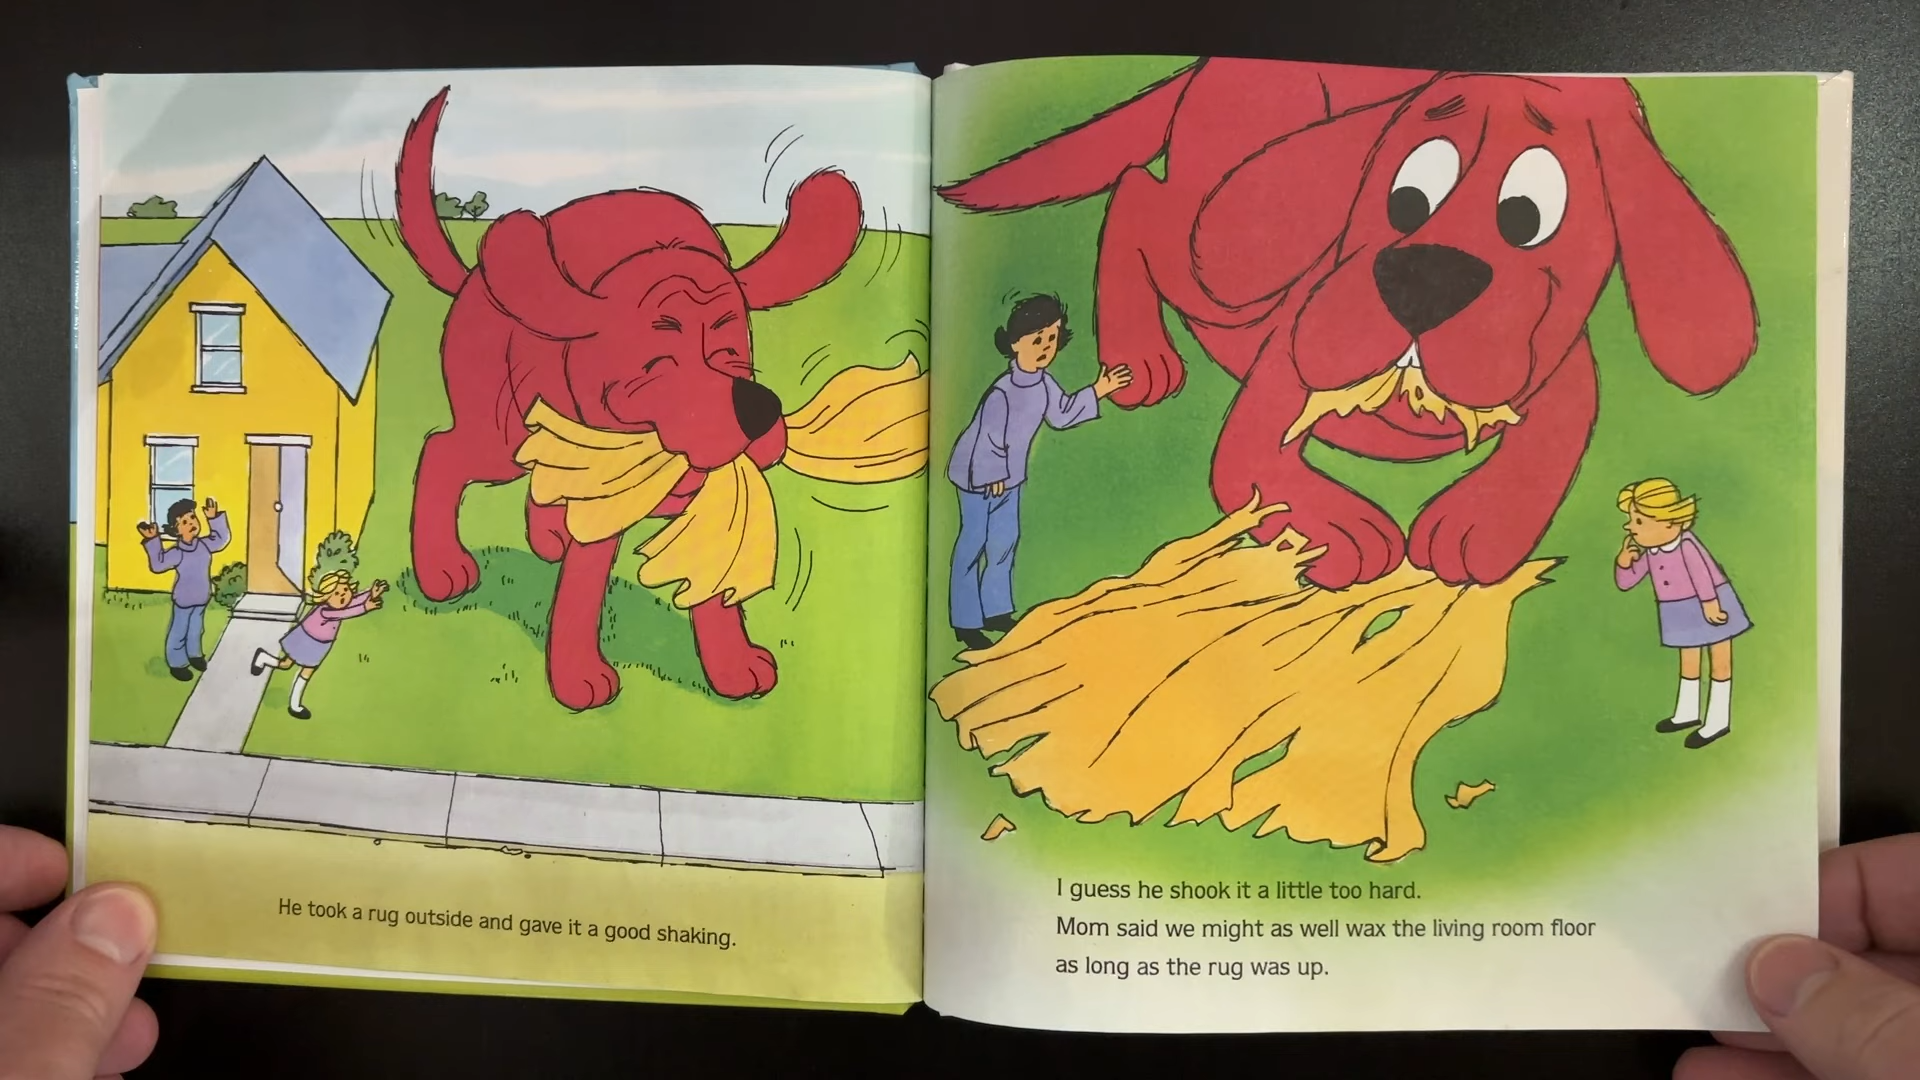 He took a rug outside and gave it a good shaking.
I guess he shook it a little too hard.
Mom said we might as well wax the living room floor
as long as the rug was up.